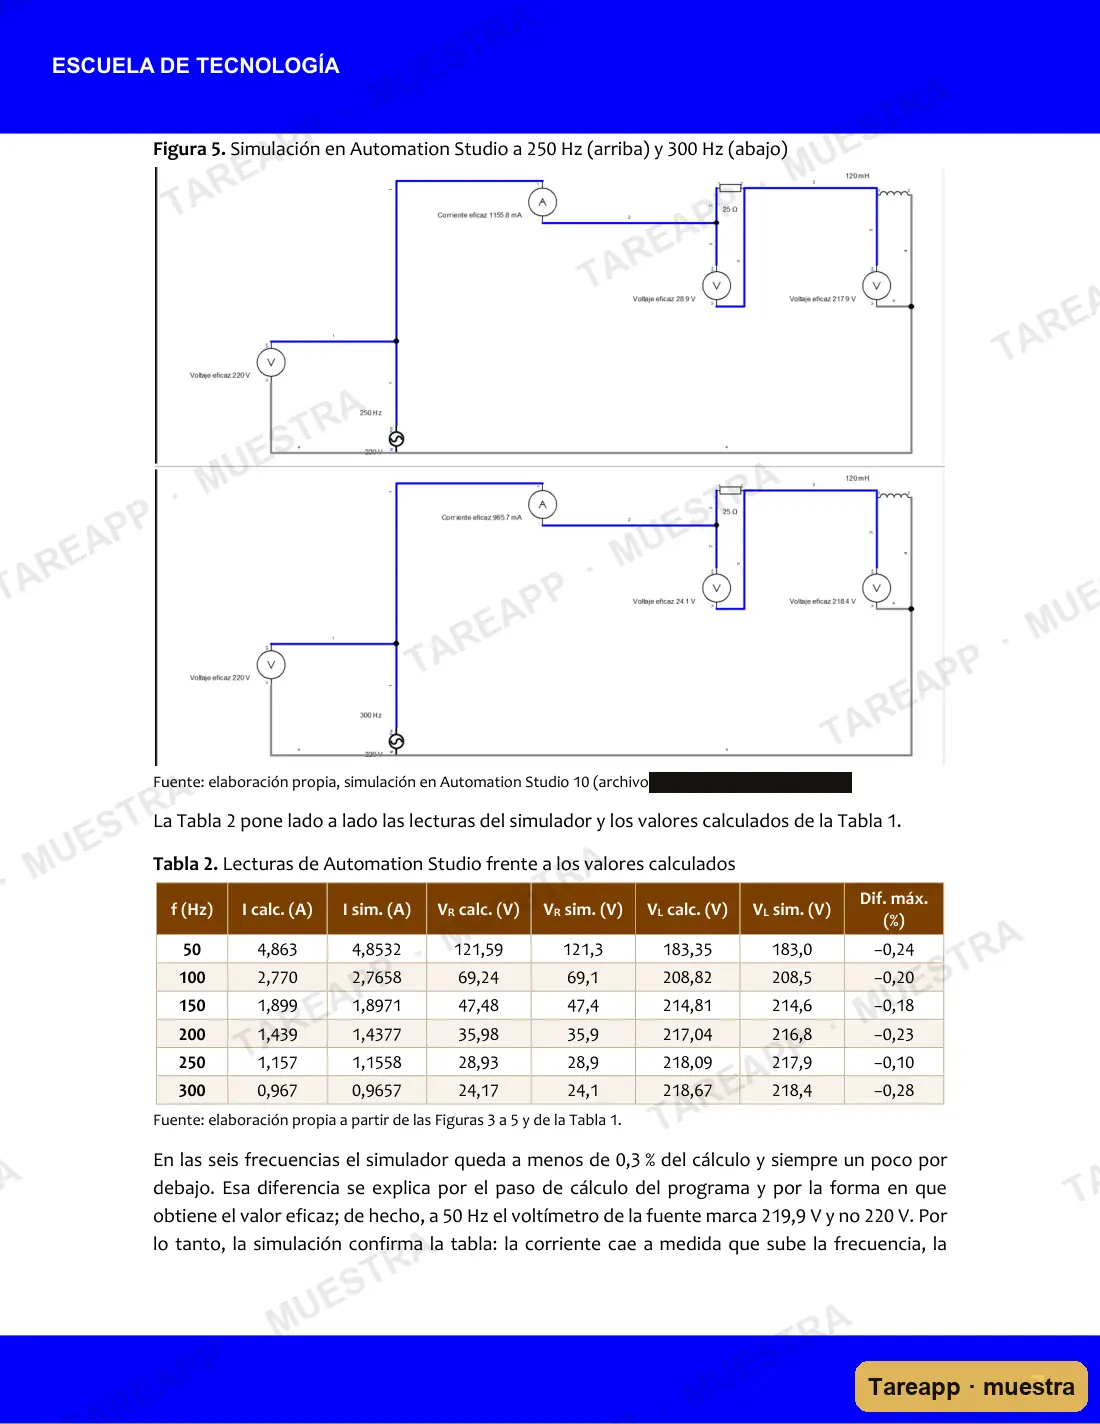 ESCUELA DE TECNOLOGÍA
Figura 5. Simulación en Automation Studio a 250 Hz (arriba) y 300 Hz (abajo)
120 mH
Corriente eficaz 1155.8 mA
A
25 Ω
V
V
Voltaje eficaz 28.9 V
Voltaje eficaz 217.9 V
V
Voltaje eficaz 220 V
250 Hz
220 V
120 mH
Corriente eficaz 965.7 mA
A
25 Ω
V
V
Voltaje eficaz 24.1 V
Voltaje eficaz 218.4 V
V
Voltaje eficaz 220 V
300 Hz
220 V
Fuente: elaboración propia, simulación en Automation Studio 10 (archivo
La Tabla 2 pone lado a lado las lecturas del simulador y los valores calculados de la Tabla 1.
Tabla 2. Lecturas de Automation Studio frente a los valores calculados
f (Hz) I calc. (A) I sim. (A) VR calc. (V) VR sim. (V) VL calc. (V) VL sim. (V) Dif. máx. (%)
50 4,863 4,8532 121,59 121,3 183,35 183,0 –0,24
100 2,770 2,7658 69,24 69,1 208,82 208,5 –0,20
150 1,899 1,8971 47,48 47,4 214,81 214,6 –0,18
200 1,439 1,4377 35,98 35,9 217,04 216,8 –0,23
250 1,157 1,1558 28,93 28,9 218,09 217,9 –0,10
300 0,967 0,9657 24,17 24,1 218,67 218,4 –0,28
Fuente: elaboración propia a partir de las Figuras 3 a 5 y de la Tabla 1.
En las seis frecuencias el simulador queda a menos de 0,3 % del cálculo y siempre un poco por
debajo. Esa diferencia se explica por el paso de cálculo del programa y por la forma en que
obtiene el valor eficaz; de hecho, a 50 Hz el voltímetro de la fuente marca 219,9 V y no 220 V. Por
lo tanto, la simulación confirma la tabla: la corriente cae a medida que sube la frecuencia, la
TAREAPP · MUESTRA
Tareapp · muestra